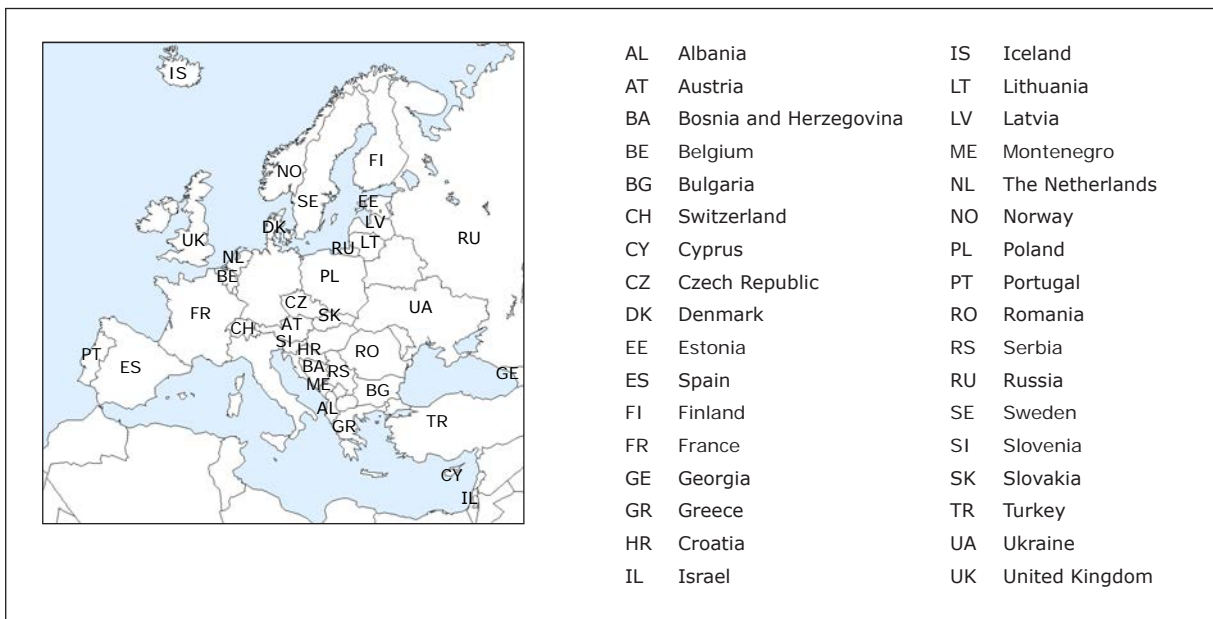 IS
FI
NO
SE
EE
LV
DK
LT
RU
RU
UK
NL
BE
PL
CZ
UA
FR
SK
CH
AT
SI
HR
RO
PT
ES
BA
RS
GE
ME
BG
AL
TR
GR
CY
IL
AL Albania
AT Austria
BA Bosnia and Herzegovina
BE Belgium
BG Bulgaria
CH Switzerland
CY Cyprus
CZ Czech Republic
DK Denmark
EE Estonia
ES Spain
FI Finland
FR France
GE Georgia
GR Greece
HR Croatia
IL Israel
IS Iceland
LT Lithuania
LV Latvia
ME Montenegro
NL The Netherlands
NO Norway
PL Poland
PT Portugal
RO Romania
RS Serbia
RU Russia
SE Sweden
SI Slovenia
SK Slovakia
TR Turkey
UA Ukraine
UK United Kingdom